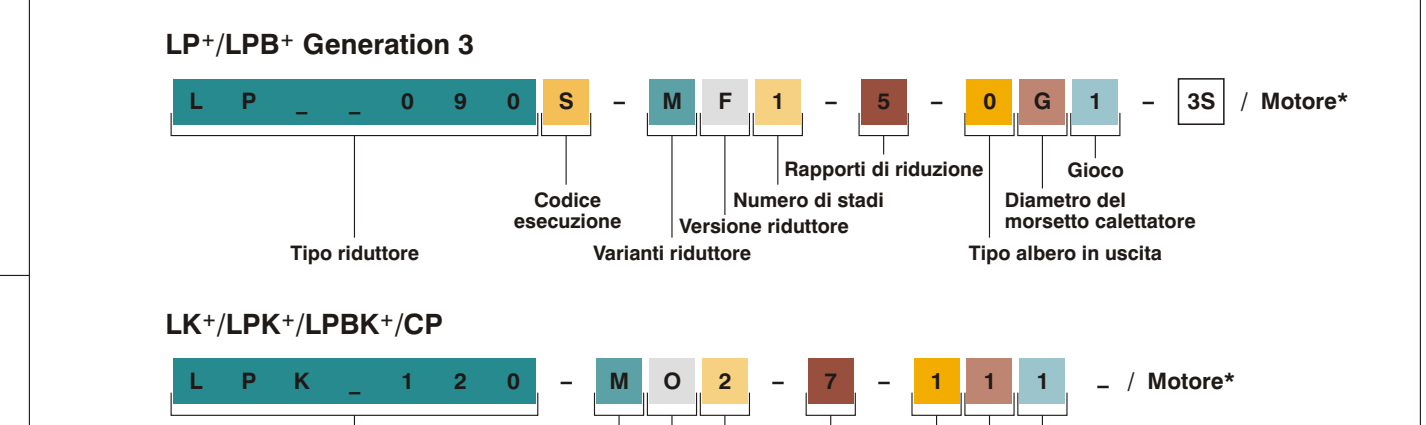 LP+/LPB+ Generation 3
L P _ _ 0 9 0 S – M F 1 – 5 – 0 G 1 – 3S / Motore*
Rapporti di riduzione
Gioco
Codice
esecuzione
Numero di stadi
Diametro del
morsetto calettatore
Versione riduttore
Tipo riduttore
Varianti riduttore
Tipo albero in uscita
LK+/LPK+/LPBK+/CP
L P K _ 1 2 0 – M O 2 – 7 – 1 1 1 _ / Motore*